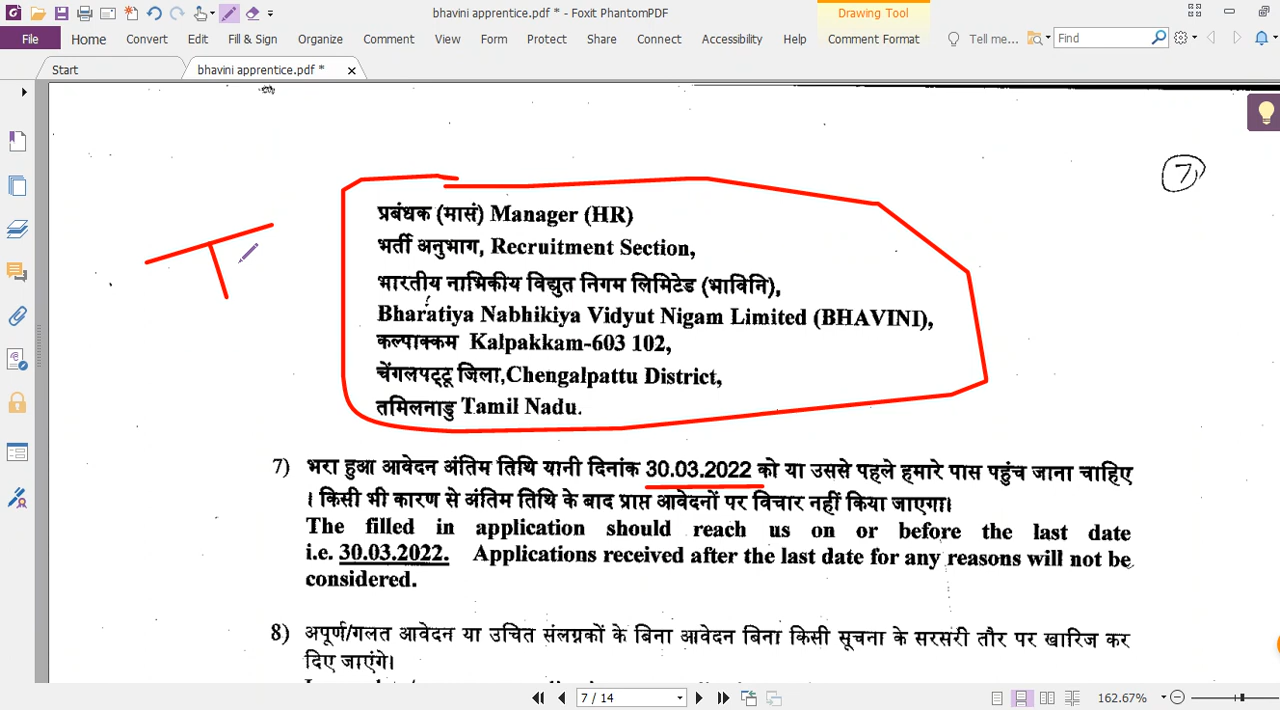 bhavini apprentice.pdf * - Foxit PhantomPDF
Drawing Tool
File Home Convert Edit Fill & Sign Organize Comment View Form Protect Share Connect Accessibility Help Comment Format Tell me... Find
Start bhavini apprentice.pdf *
7
प्रबंधक (मासं) Manager (HR)
भर्ती अनुभाग, Recruitment Section,
भारतीय नाभिकीय विद्युत निगम लिमिटेड (भाविनि),
Bharatiya Nabhikiya Vidyut Nigam Limited (BHAVINI),
कल्पाक्कम Kalpakkam-603 102,
चेंगलपट्टू जिला,Chengalpattu District,
तमिलनाडु Tamil Nadu.
T
7) भरा हुआ आवेदन अंतिम तिथि यानी दिनांक 30.03.2022 को या उससे पहले हमारे पास पहुंच जाना चाहिए
। किसी भी कारण से अंतिम तिथि के बाद प्राप्त आवेदनों पर विचार नहीं किया जाएगा।
The filled in application should reach us on or before the last date
i.e. 30.03.2022. Applications received after the last date for any reasons will not be
considered.
8) अपूर्ण/गलत आवेदन या उचित संलग्नकों के बिना आवेदन बिना किसी सूचना के सरसरी तौर पर खारिज कर
दिए जाएंगे।
7 / 14
162.67%